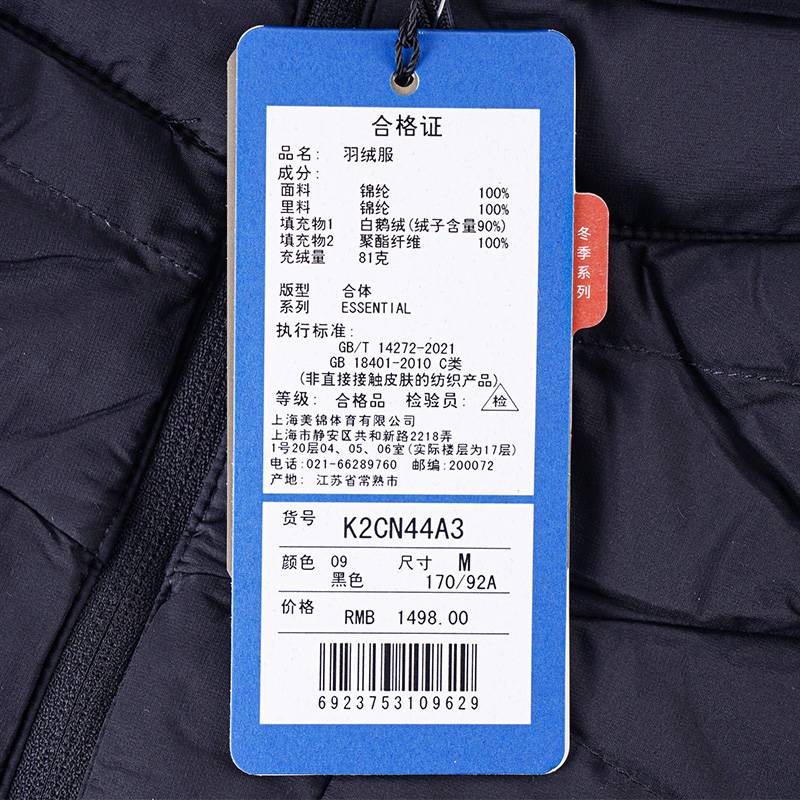 合格证
品名: 羽绒服
成分:
面料 锦纶 100%
里料 锦纶 100%
填充物1 白鹅绒(绒子含量90%)
填充物2 聚酯纤维 100%
充绒量 81克
版型 合体
系列 ESSENTIAL
执行标准:
GB/T 14272-2021
GB 18401-2010 C类
(非直接接触皮肤的纺织产品)
等级: 合格品 检验员: 检
上海美锦体育有限公司
上海市静安区共和新路2218弄
1号20层04、05、06室(实际楼层为17层)
电话:021-66289760 邮编:200072
产地: 江苏省常熟市
货号 K2CN44A3
颜色 09 尺寸 M
黑色 170/92A
价格 RMB 1498.00
6923753109629
冬季系列